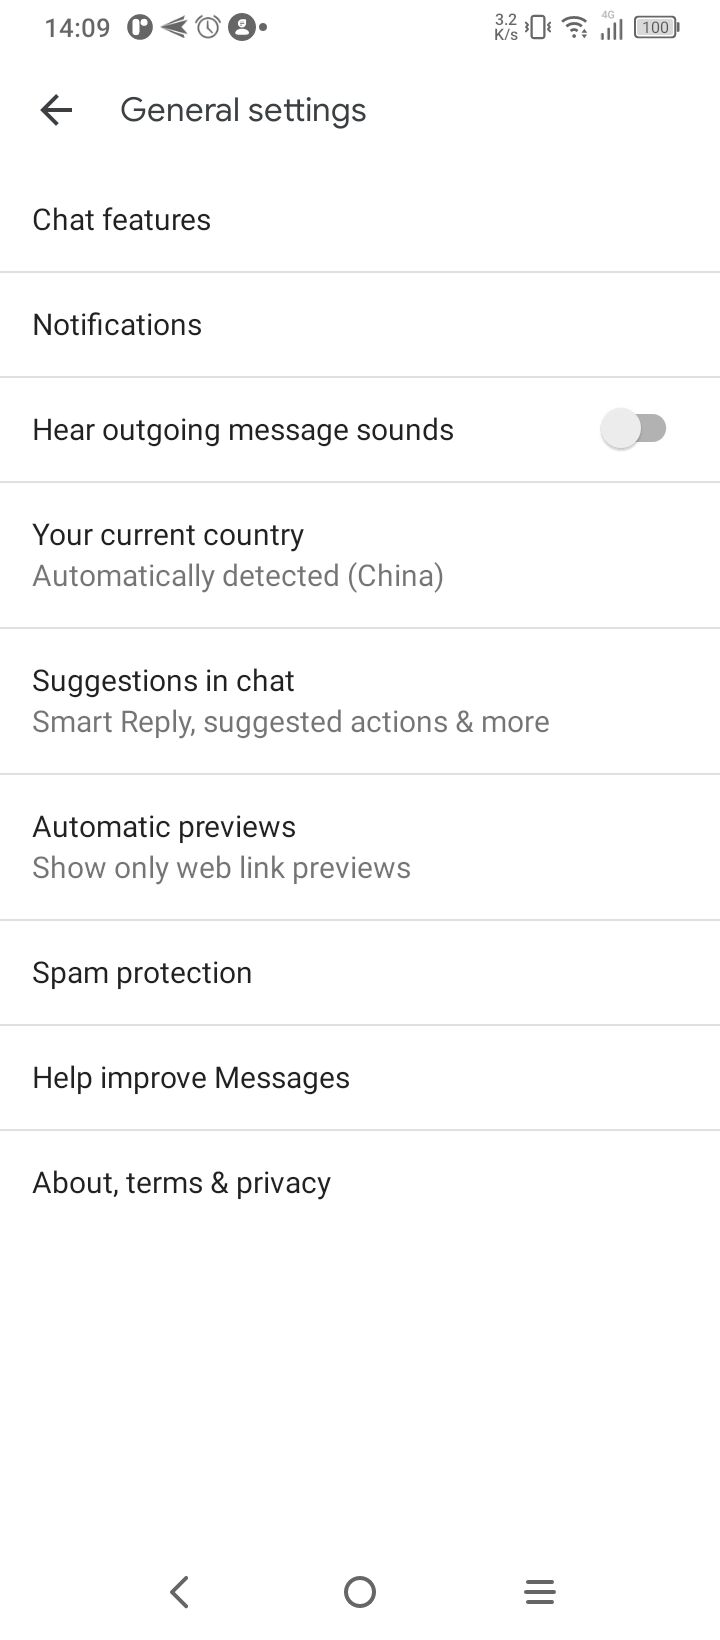 14:09
3.2
K/s
4G
100
General settings
Chat features
Notifications
Hear outgoing message sounds
Your current country
Automatically detected (China)
Suggestions in chat
Smart Reply, suggested actions & more
Automatic previews
Show only web link previews
Spam protection
Help improve Messages
About, terms & privacy